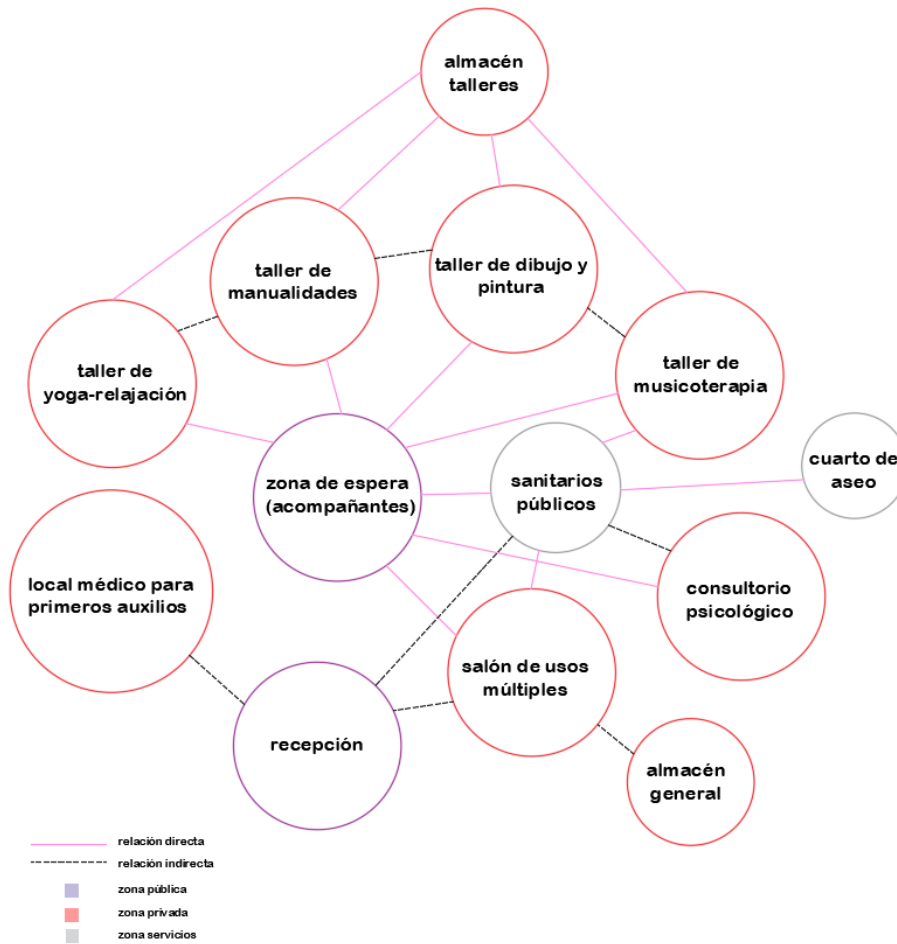 almacén
talleres
taller de
manualidades
taller de dibujo y
pintura
taller de
yoga-relajación
taller de
musicoterapia
zona de espera
(acompañantes)
sanitarios
públicos
cuarto de
aseo
local médico para
primeros auxilios
consultorio
psicológico
salón de usos
múltiples
recepción
almacén
general
relación directa
relación indirecta
zona pública
zona privada
zona servicios